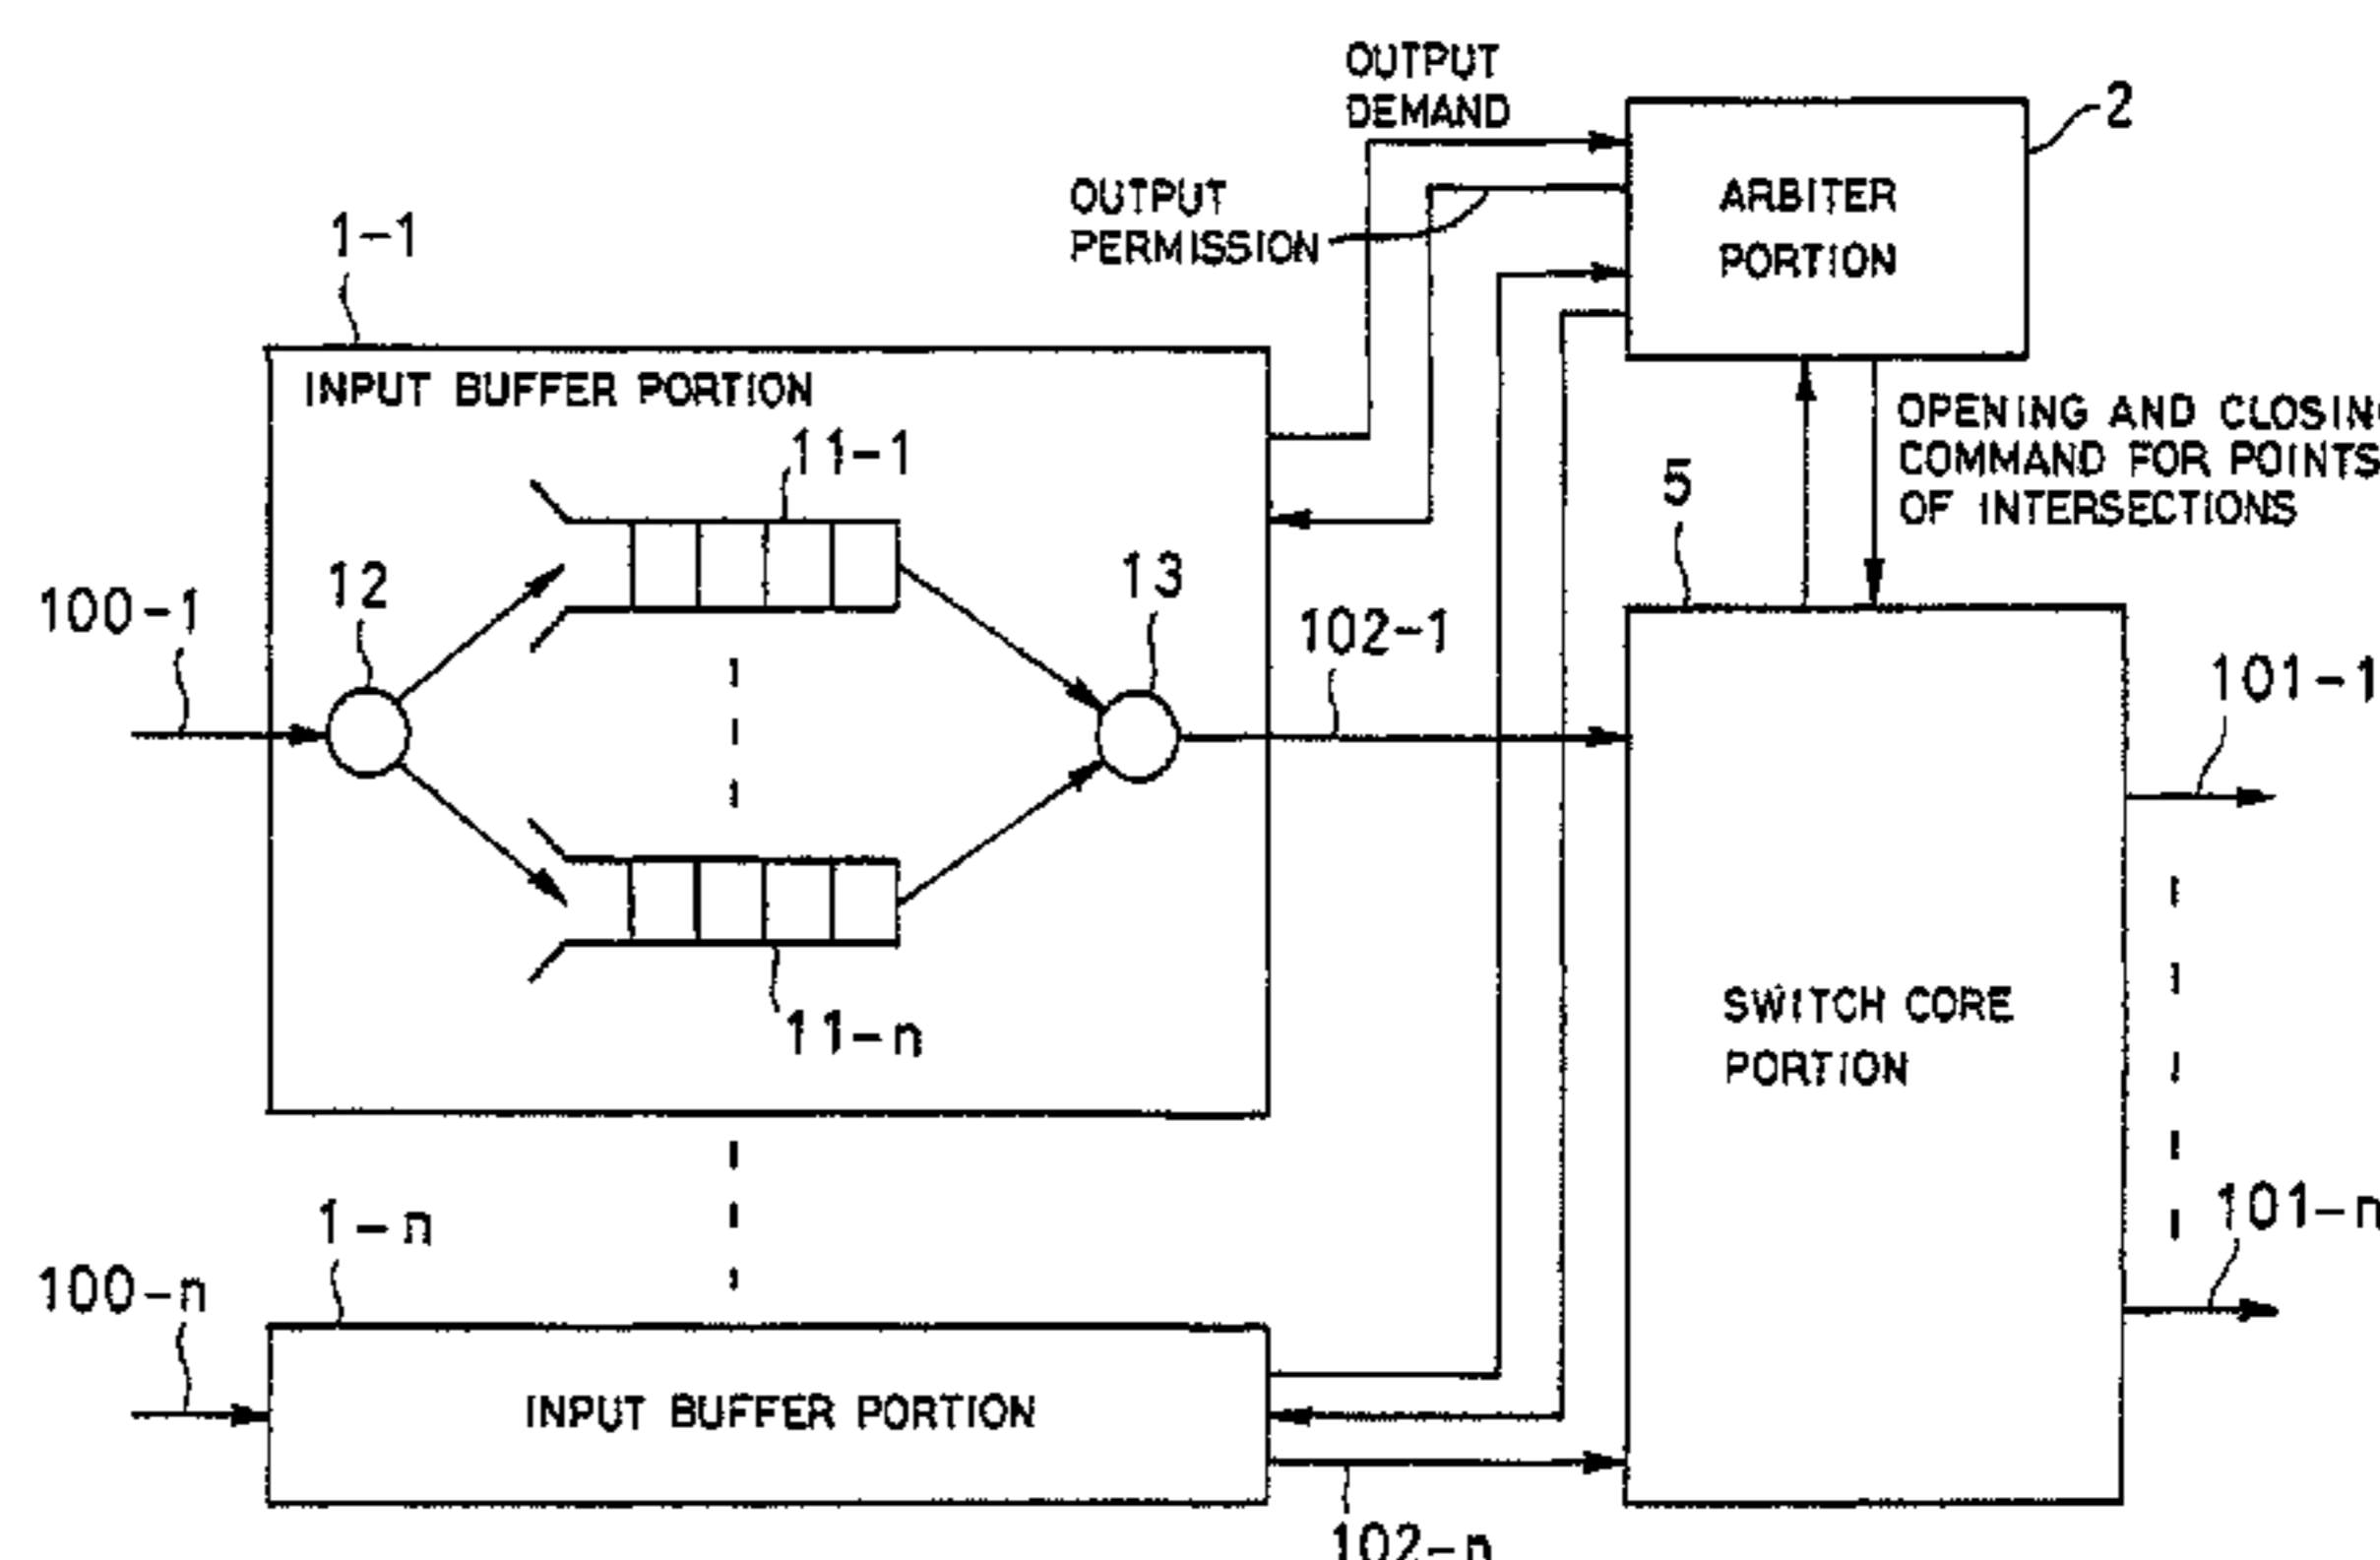 OUTPUT
DEMAND
2
OUTPUT
PERMISSION
ARBITER
PORTION
1-1
INPUT BUFFER PORTION
OPENING AND CLOSING
COMMAND FOR POINTS
OF INTERSECTIONS
11-1
5
12
13
100-1
102-1
101-1
SWITCH CORE
PORTION
11-n
1-n
101-n
100-n
INPUT BUFFER PORTION
102-n